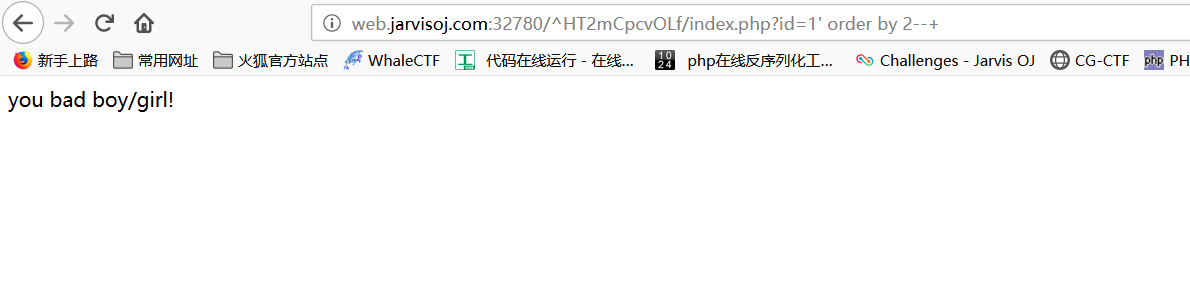 web.jarvisoj.com:32780/^HT2mCpcvOLf/index.php?id=1' order by 2--+
新手上路 常用网址 火狐官方站点 WhaleCTF 代码在线运行 - 在线... 1024 php在线反序列化工... Challenges - Jarvis OJ CG-CTF php PH
you bad boy/girl!